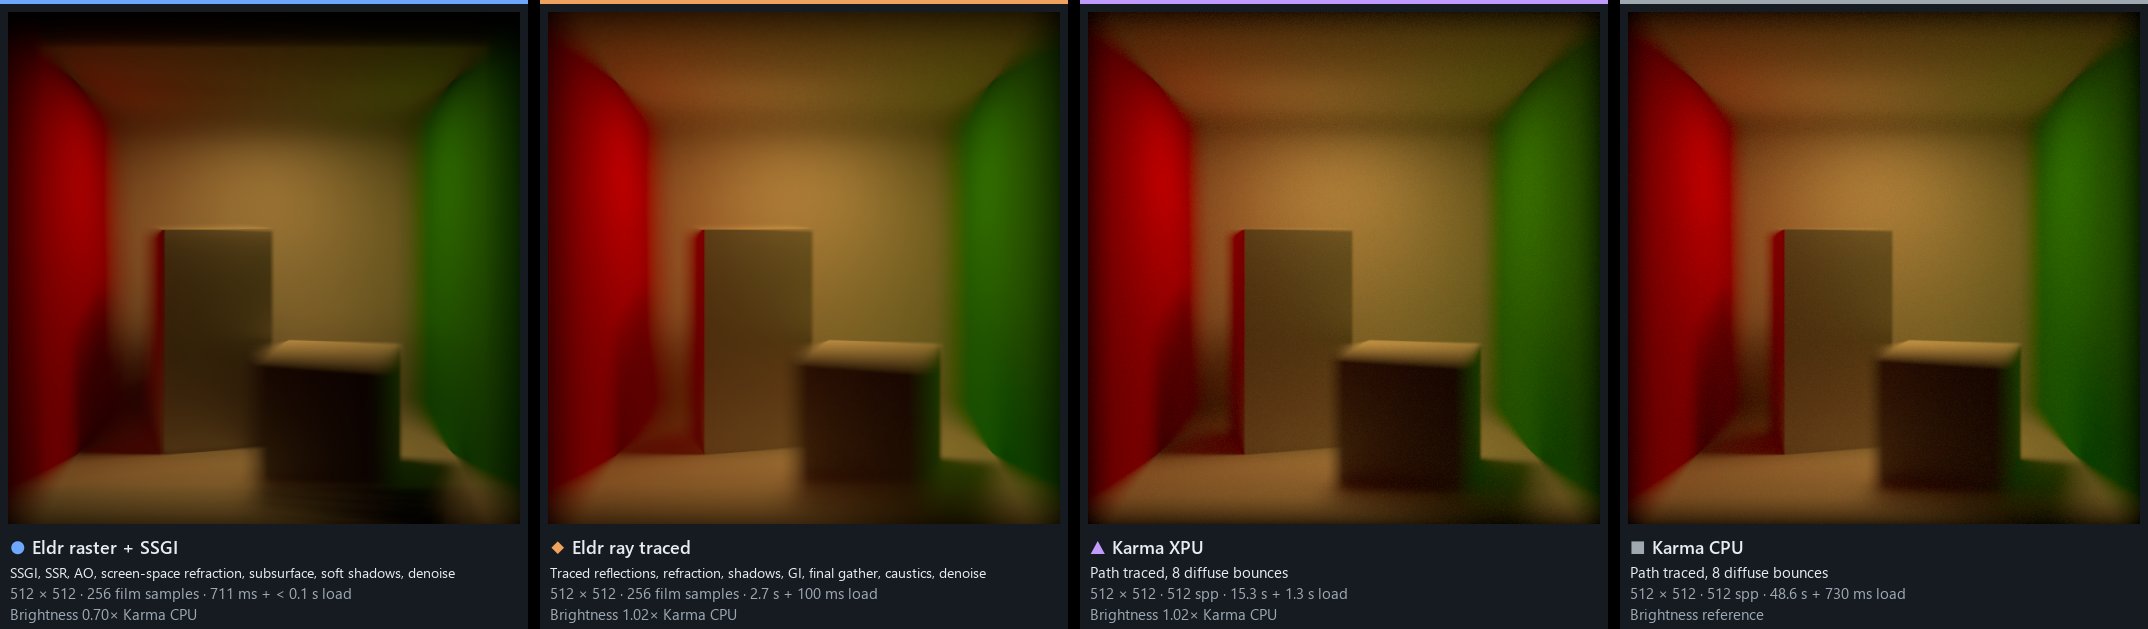 Eldr raster + SSGI
SSGI, SSR, AO, screen-space refraction, subsurface, soft shadows, denoise
512 × 512 · 256 film samples · 711 ms + < 0.1 s load
Brightness 0.70× Karma CPU
Eldr ray traced
Traced reflections, refraction, shadows, GI, final gather, caustics, denoise
512 × 512 · 256 film samples · 2.7 s + 100 ms load
Brightness 1.02× Karma CPU
Karma XPU
Path traced, 8 diffuse bounces
512 × 512 · 512 spp · 15.3 s + 1.3 s load
Brightness 1.02× Karma CPU
Karma CPU
Path traced, 8 diffuse bounces
512 × 512 · 512 spp · 48.6 s + 730 ms load
Brightness reference